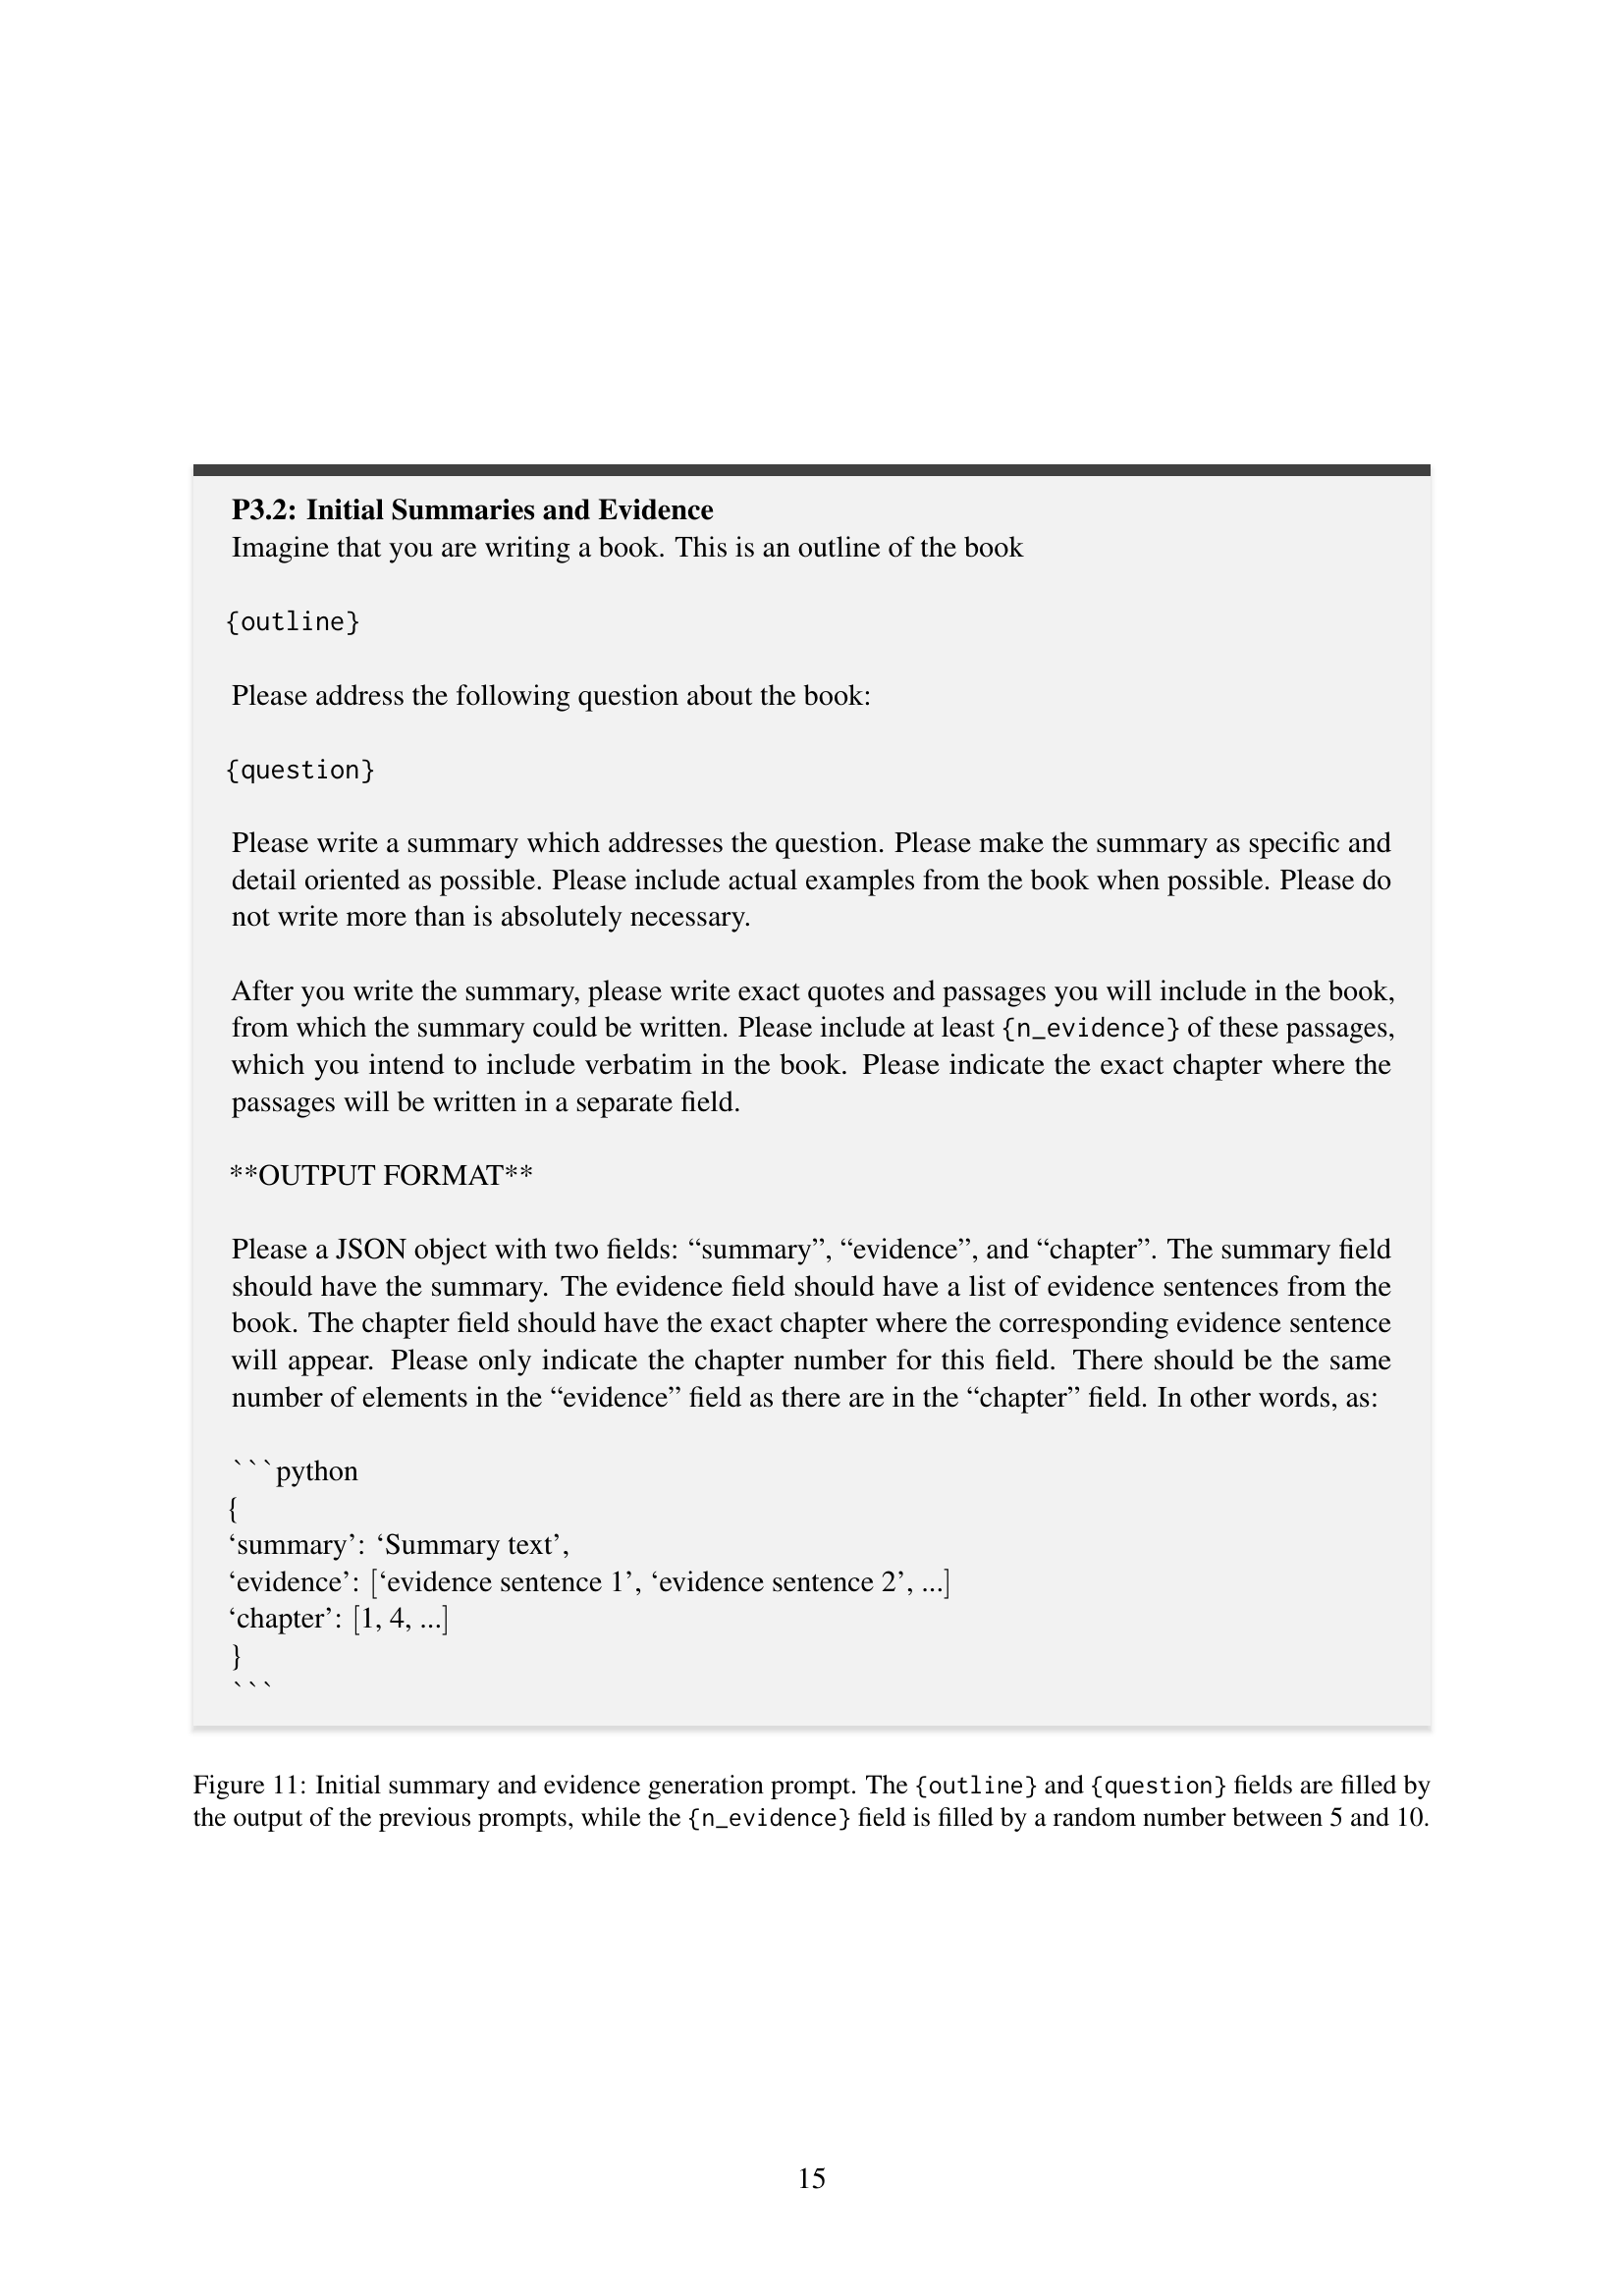 P3.2: Initial Summaries and Evidence
Imagine that you are writing a book. This is an outline of the book
{outline}
Please address the following question about the book:
{question}
Please write a summary which addresses the question. Please make the summary as specific and
detail oriented as possible. Please include actual examples from the book when possible. Please do
not write more than is absolutely necessary.
After you write the summary, please write exact quotes and passages you will include in the book,
from which the summary could be written. Please include at least {n_evidence} of these passages,
which you intend to include verbatim in the book. Please indicate the exact chapter where the
passages will be written in a separate field.
**OUTPUT FORMAT**
Please a JSON object with two fields: “summary”, “evidence”, and “chapter”. The summary field
should have the summary. The evidence field should have a list of evidence sentences from the
book. The chapter field should have the exact chapter where the corresponding evidence sentence
will appear. Please only indicate the chapter number for this field. There should be the same
number of elements in the “evidence” field as there are in the “chapter” field. In other words, as:
```python
{
‘summary’: ‘Summary text’,
‘evidence’: [‘evidence sentence 1’, ‘evidence sentence 2’, ...]
‘chapter’: [1, 4, ...]
}
```
Figure 11: Initial summary and evidence generation prompt. The {outline} and {question} fields are filled by
the output of the previous prompts, while the {n_evidence} field is filled by a random number between 5 and 10.
15